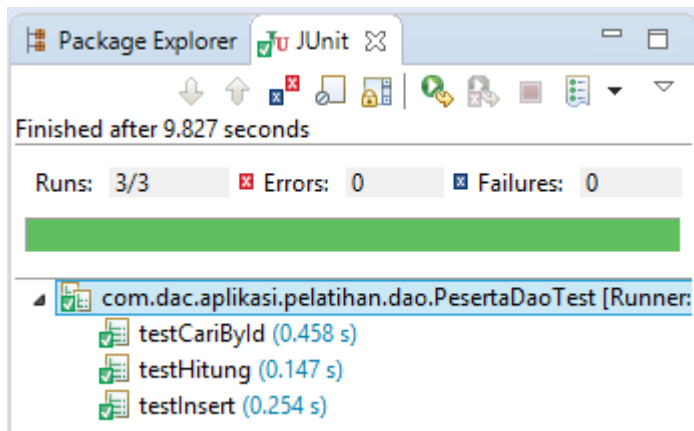 Package Explorer JUnit
Finished after 9.827 seconds
Runs: 3/3 Errors: 0 Failures: 0
com.dac.aplikasi.pelatihan.dao.PesertaDaoTest [Runner:
testCariById (0.458 s)
testHitung (0.147 s)
testInsert (0.254 s)